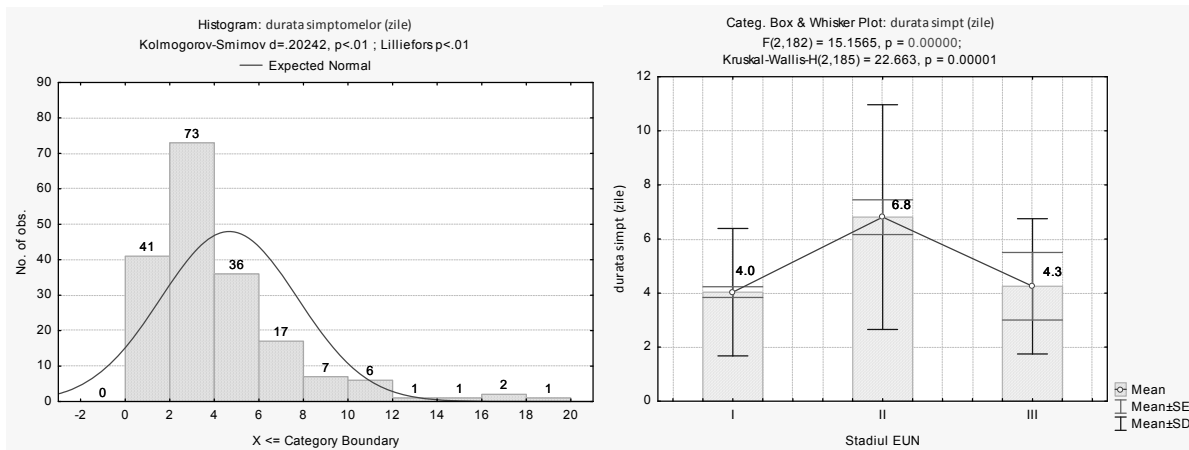 Histogram: durata simptomelor (zile)
Kolmogorov-Smirnov d=.20242, p<.01 ; Lilliefors p<.01
Expected Normal
No. of obs.
90
80
70
60
50
40
30
20
10
0
0
41
73
36
17
7
6
1
1
2
1
-2 0 2 4 6 8 10 12 14 16 18 20
X <= Category Boundary
Categ. Box & Whisker Plot: durata simpt (zile)
F(2,182) = 15.1565, p = 0.00000;
Kruskal-Wallis-H(2,185) = 22.663, p = 0.00001
durata simpt (zile)
12
10
8
6
4
2
0
4.0
6.8
4.3
I II III
Stadiul EUN
Mean
Mean±SE
Mean±SD